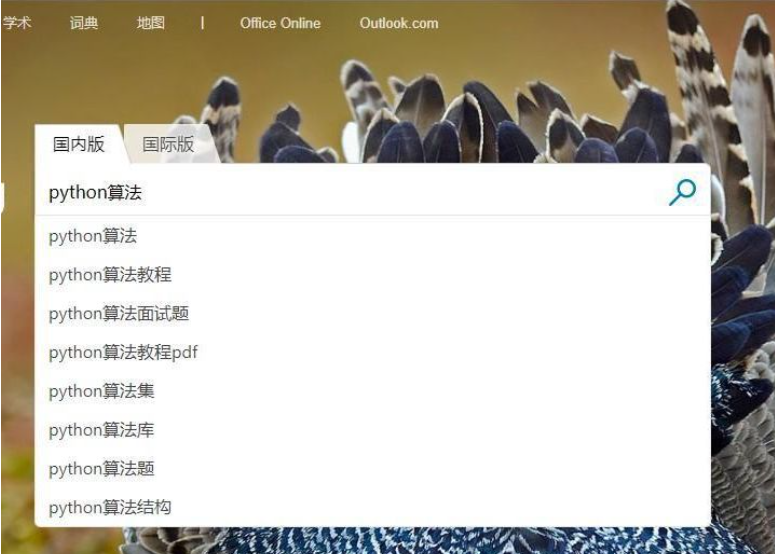 学术 词典 地图 | Office Online Outlook.com
国内版 国际版
python算法
python算法
python算法教程
python算法面试题
python算法教程pdf
python算法集
python算法库
python算法题
python算法结构